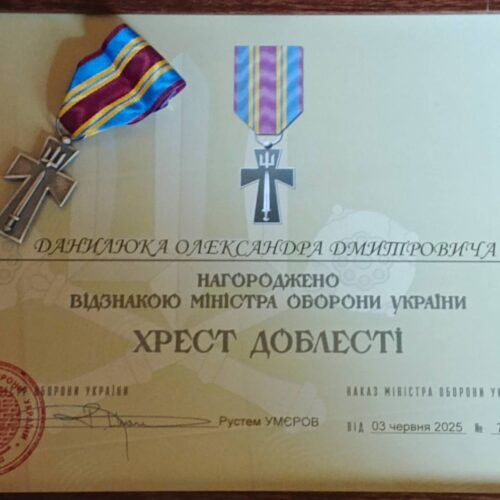 ДАНИЛЮКА ОЛЕКСАНДРА ДМИТРОВИЧА
НАГОРОДЖЕНО
ВІДЗНАКОЮ МІНІСТРА ОБОРОНИ УКРАЇНИ
ХРЕСТ ДОБЛЕСТІ
ОБОРОНИ УКРАЇНИ
НАКАЗ МІНІСТРА ОБОРОНИ
Рустем УМЄРОВ
ВІД 03 червня 2025 №